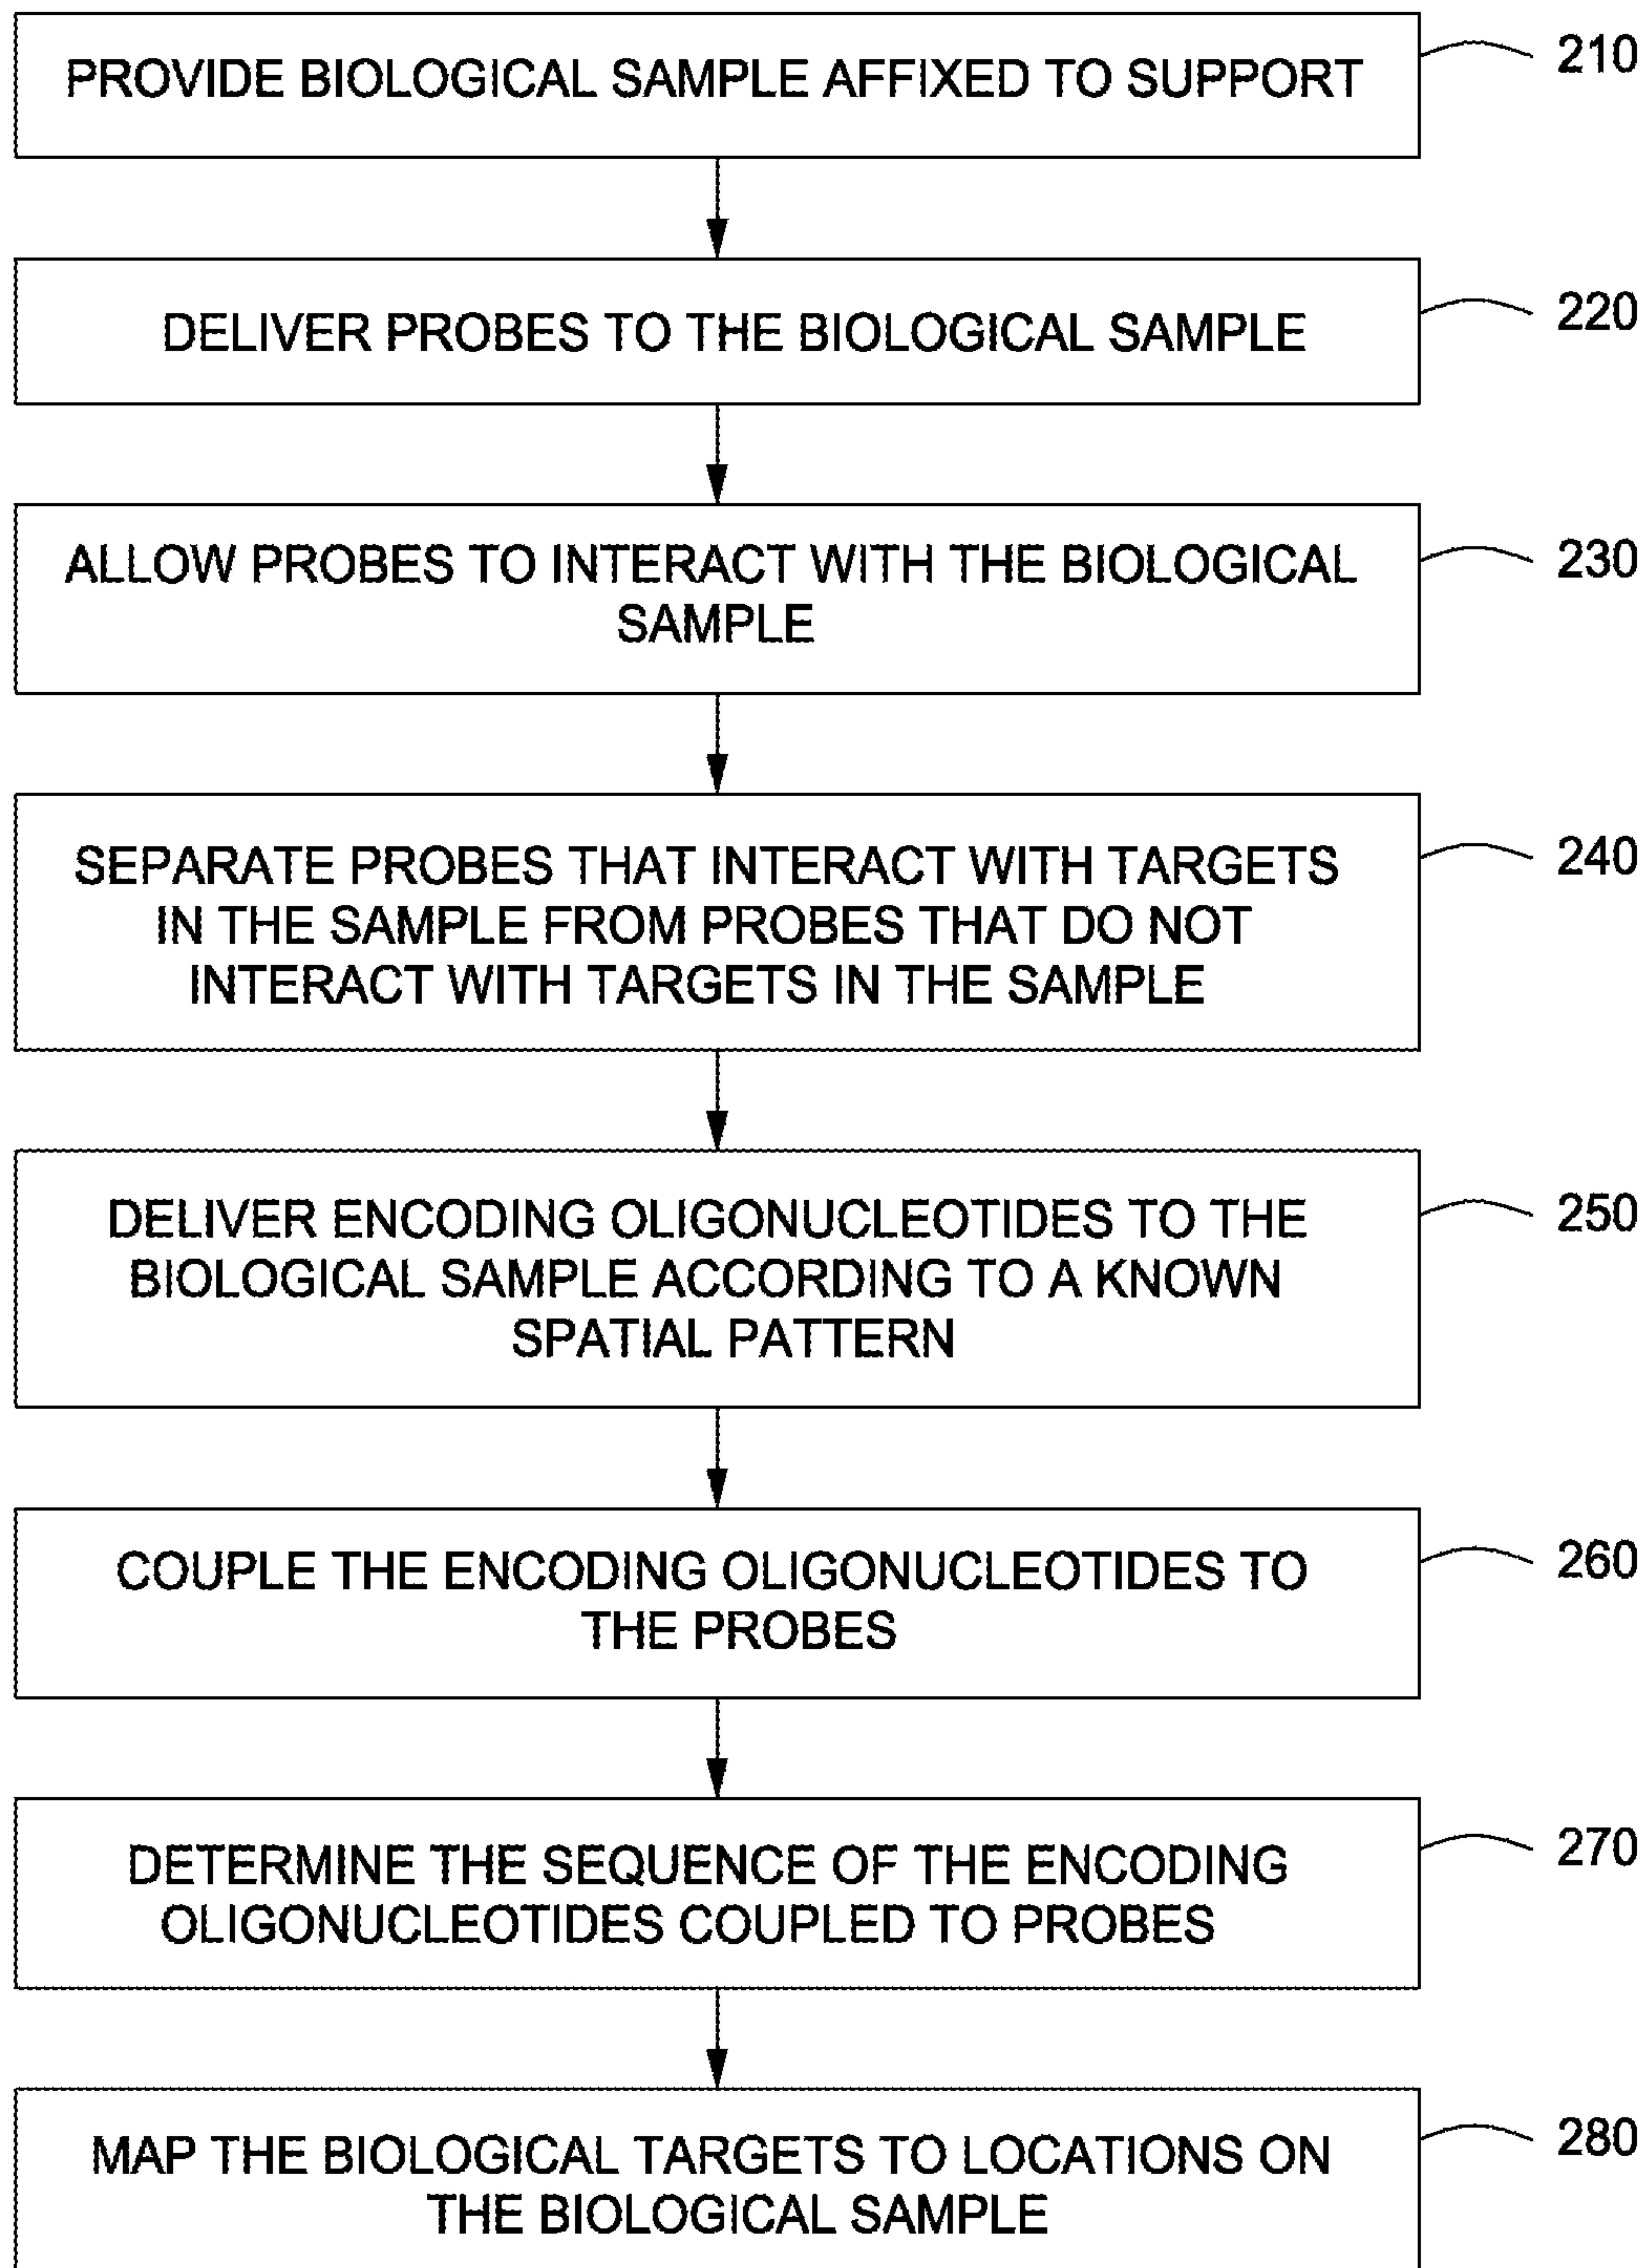 PROVIDE BIOLOGICAL SAMPLE AFFIXED TO SUPPORT
210
DELIVER PROBES TO THE BIOLOGICAL SAMPLE
220
ALLOW PROBES TO INTERACT WITH THE BIOLOGICAL
SAMPLE
230
SEPARATE PROBES THAT INTERACT WITH TARGETS
IN THE SAMPLE FROM PROBES THAT DO NOT
INTERACT WITH TARGETS IN THE SAMPLE
240
DELIVER ENCODING OLIGONUCLEOTIDES TO THE
BIOLOGICAL SAMPLE ACCORDING TO A KNOWN
SPATIAL PATTERN
250
COUPLE THE ENCODING OLIGONUCLEOTIDES TO
THE PROBES
260
DETERMINE THE SEQUENCE OF THE ENCODING
OLIGONUCLEOTIDES COUPLED TO PROBES
270
MAP THE BIOLOGICAL TARGETS TO LOCATIONS ON
THE BIOLOGICAL SAMPLE
280